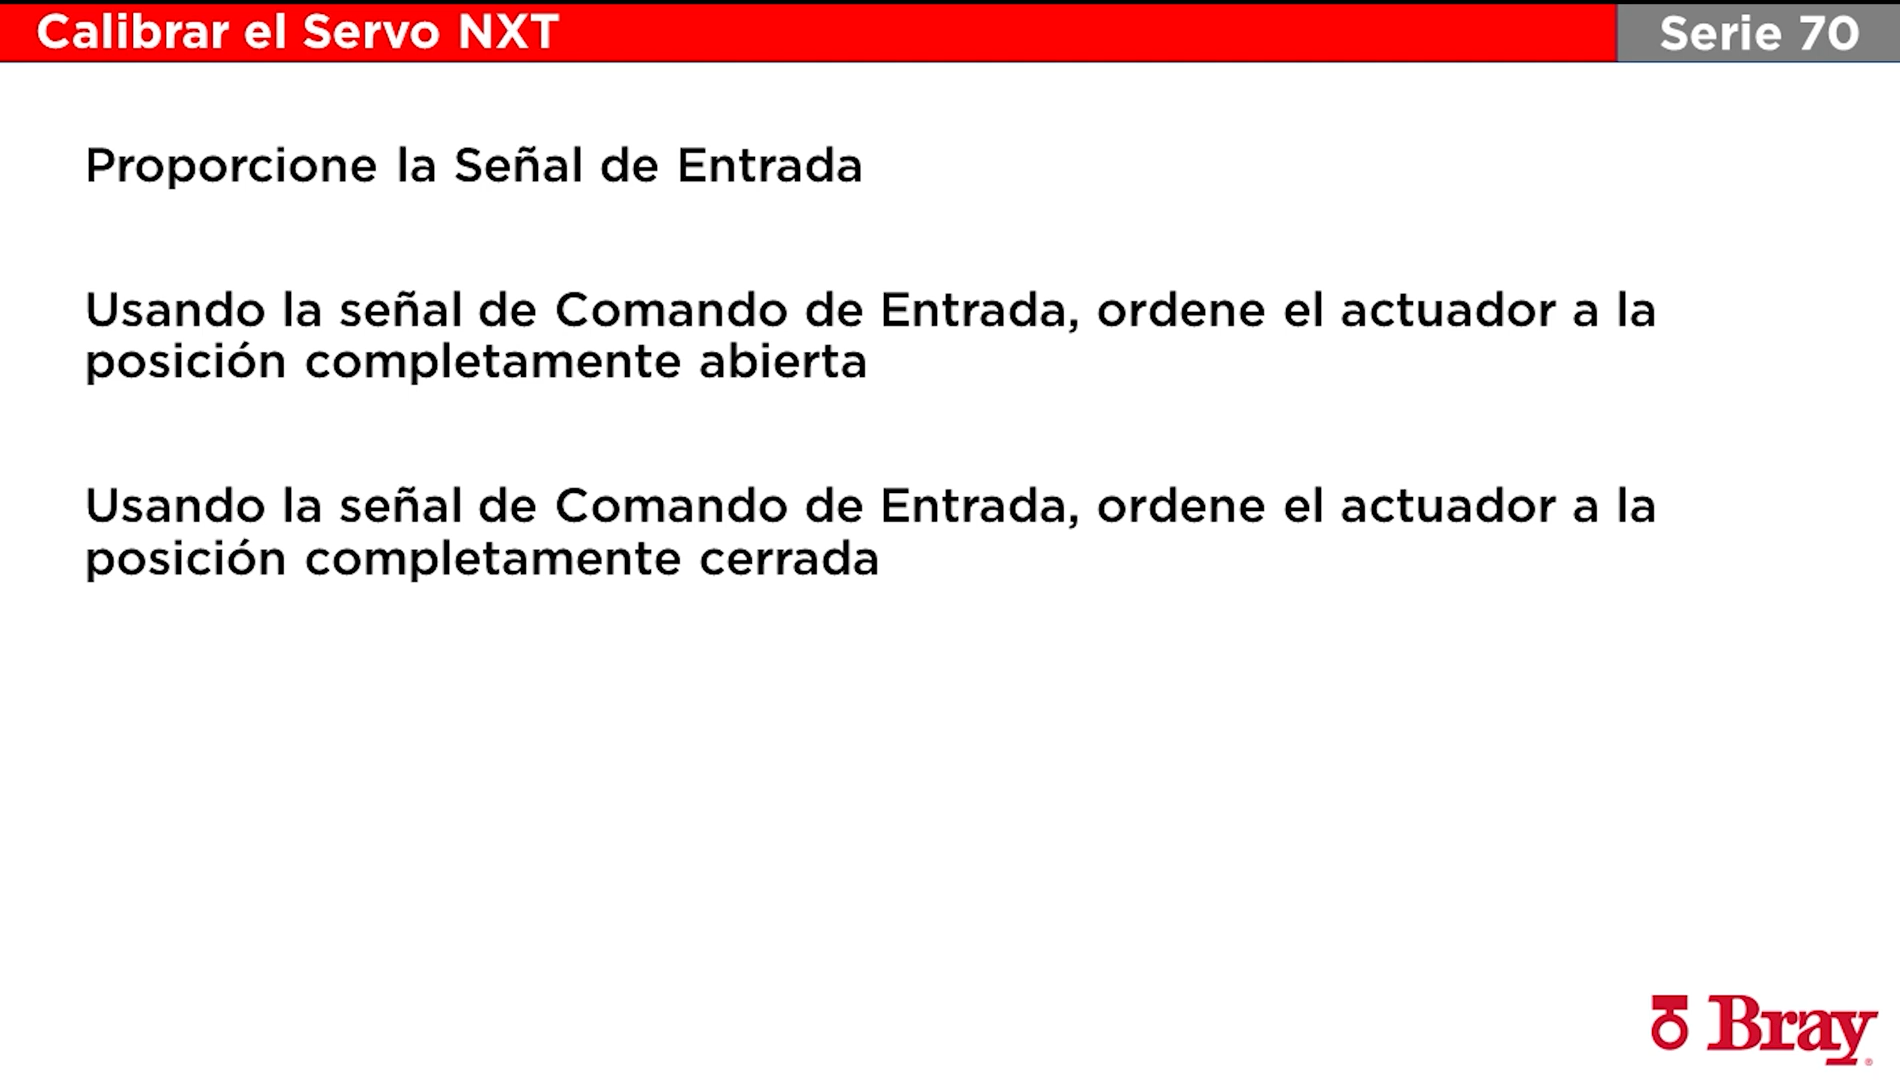 Calibrar el Servo NXT
Serie 70
Proporcione la Señal de Entrada
Usando la señal de Comando de Entrada, ordene el actuador a la
posición completamente abierta
Usando la señal de Comando de Entrada, ordene el actuador a la
posición completamente cerrada
Bray®